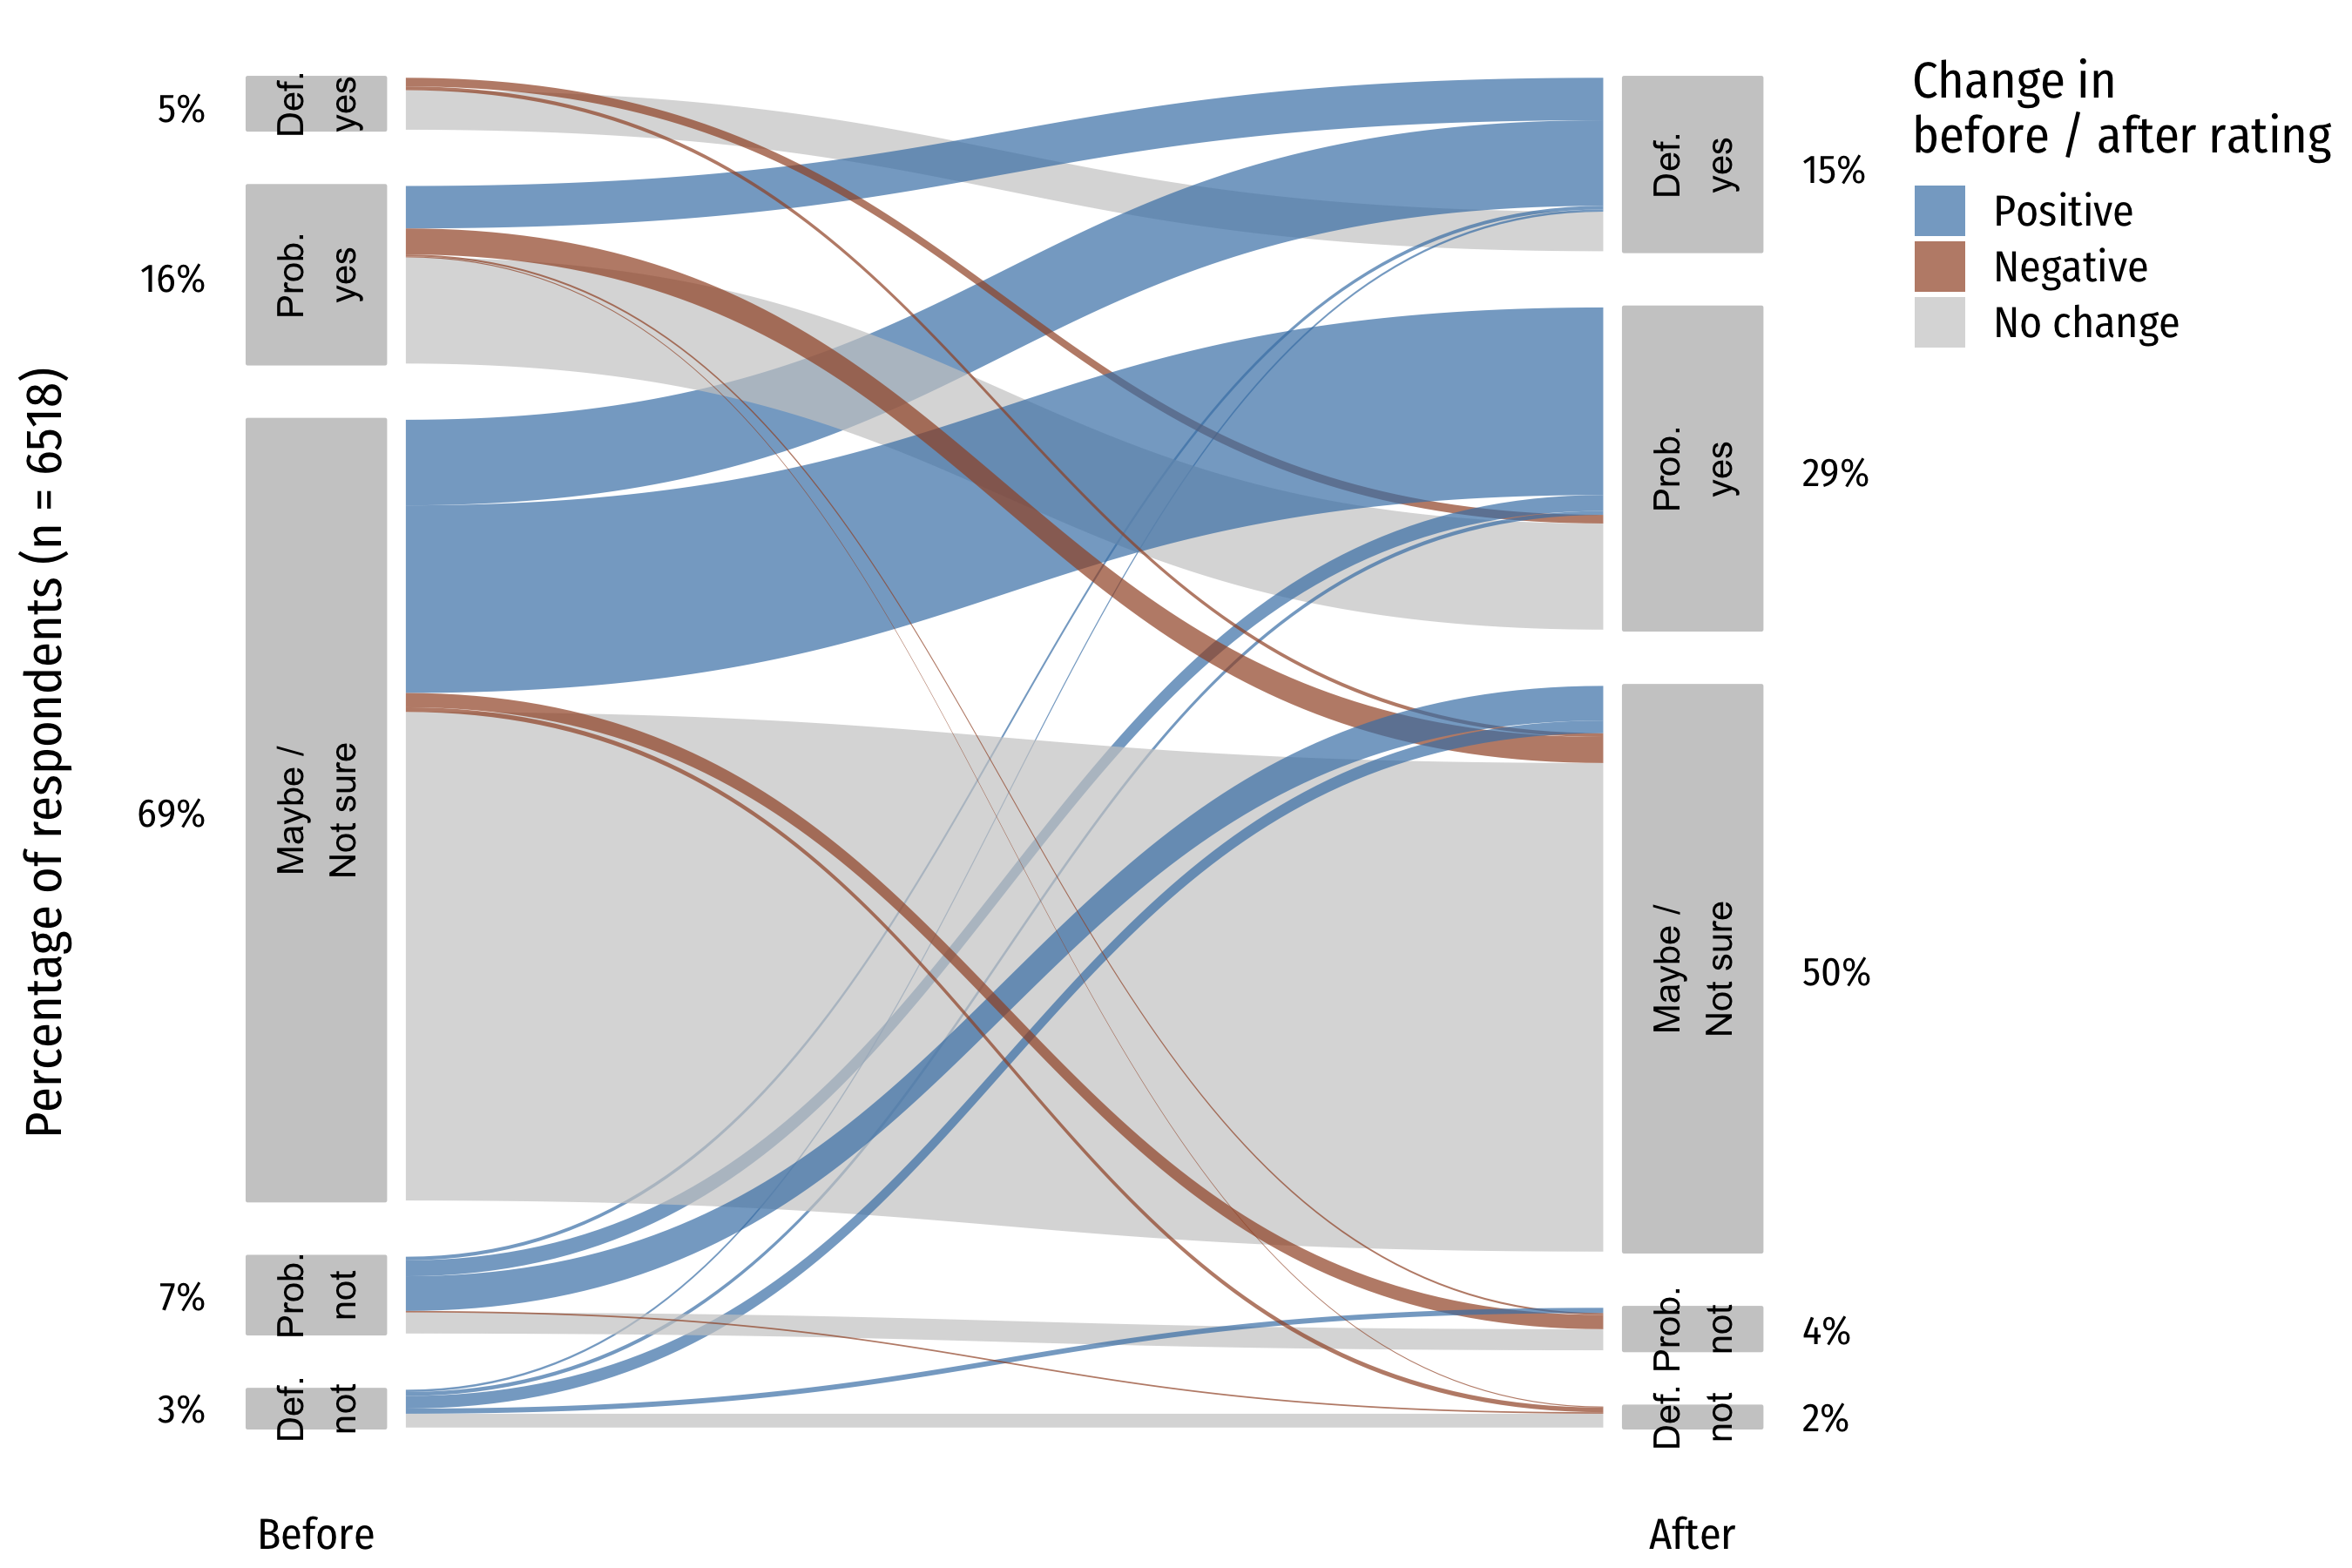 Percentage of respondents (n = 6518)
5%
Def.
yes
16%
Prob.
yes
69%
Maybe /
Not sure
7%
Prob.
not
3%
Def.
not
Before
Def.
yes
15%
Prob.
yes
29%
Maybe /
Not sure
50%
Prob.
not
4%
Def.
not
2%
After
Change in
before / after rating
Positive
Negative
No change